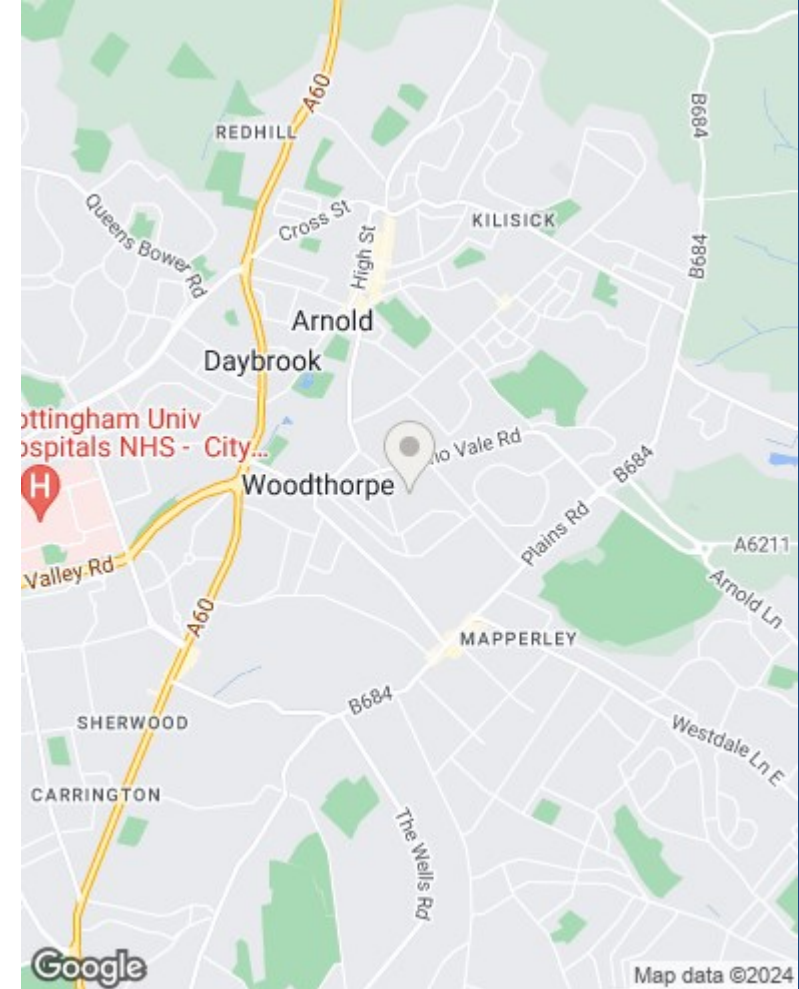 A60
B684
REDHILL
Queens Bower Rd
Cross St
KILISICK
High St
B684
Arnold
Daybrook
ottingham Univ
ospitals NHS - City...
H
Vale Rd
B684
Woodthorpe
Plains Rd
A6211
Valley Rd
Arnold Ln
A60
MAPPERLEY
B684
SHERWOOD
Westdale Ln E
CARRINGTON
The Wells Rd
Google
Map data ©2024